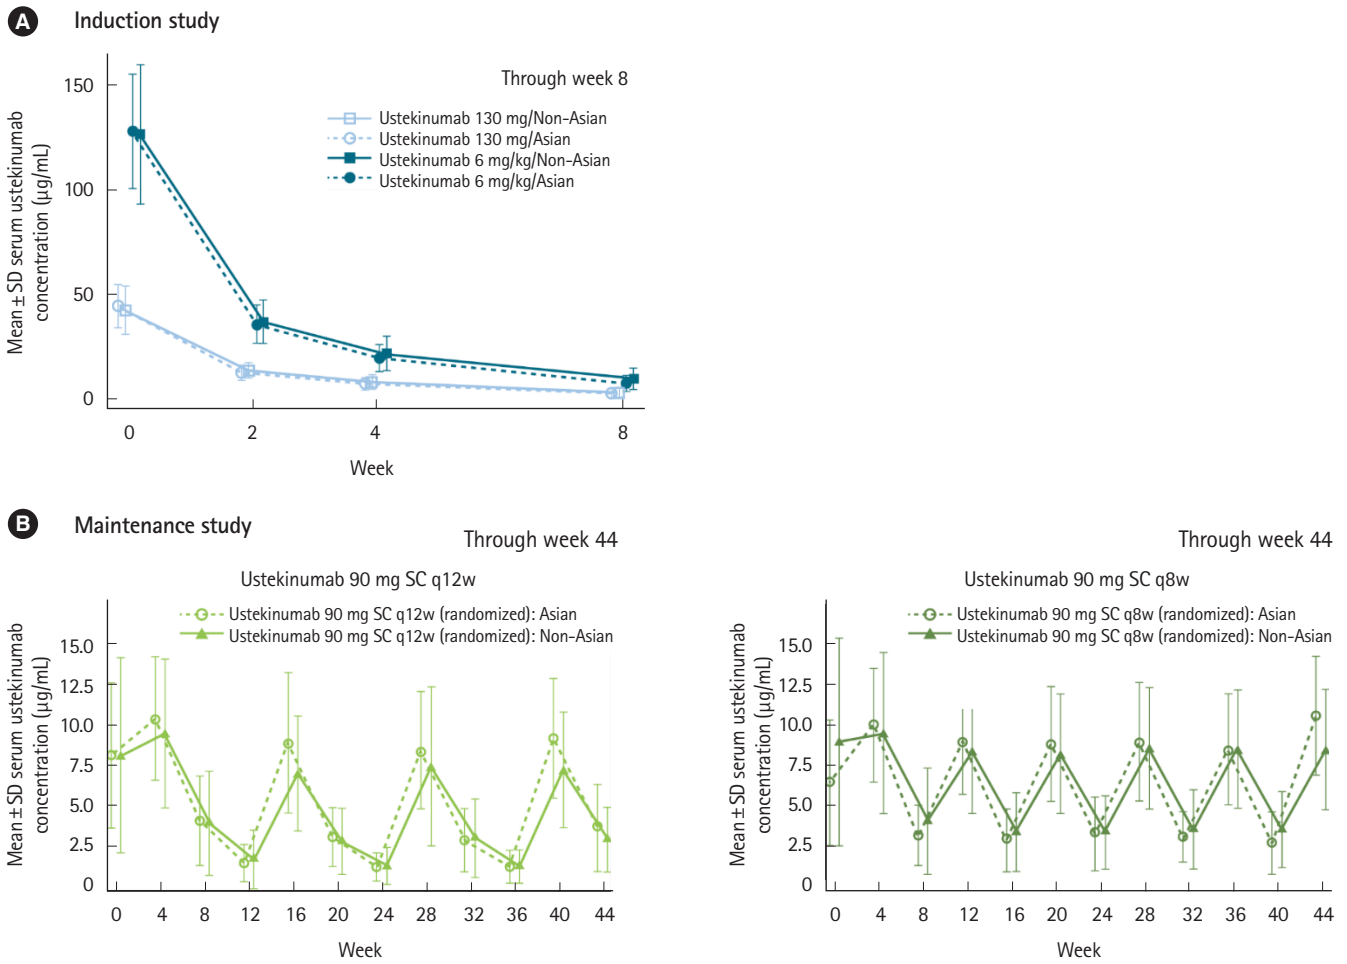 A Induction study
Through week 8
Ustekinumab 130 mg/Non-Asian
Ustekinumab 130 mg/Asian
Ustekinumab 6 mg/kg/Non-Asian
Ustekinumab 6 mg/kg/Asian
Mean ± SD serum ustekinumab
concentration (μg/mL)
150
100
50
0
0 2 4 8
Week
B Maintenance study
Through week 44
Ustekinumab 90 mg SC q12w
Ustekinumab 90 mg SC q12w (randomized): Asian
Ustekinumab 90 mg SC q12w (randomized): Non-Asian
Mean ± SD serum ustekinumab
concentration (μg/mL)
15.0
12.5
10.0
7.5
5.0
2.5
0
0 4 8 12 16 20 24 28 32 36 40 44
Week
Through week 44
Ustekinumab 90 mg SC q8w
Ustekinumab 90 mg SC q8w (randomized): Asian
Ustekinumab 90 mg SC q8w (randomized): Non-Asian
Mean ± SD serum ustekinumab
concentration (μg/mL)
15.0
12.5
10.0
7.5
5.0
2.5
0
0 4 8 12 16 20 24 28 32 36 40 44
Week